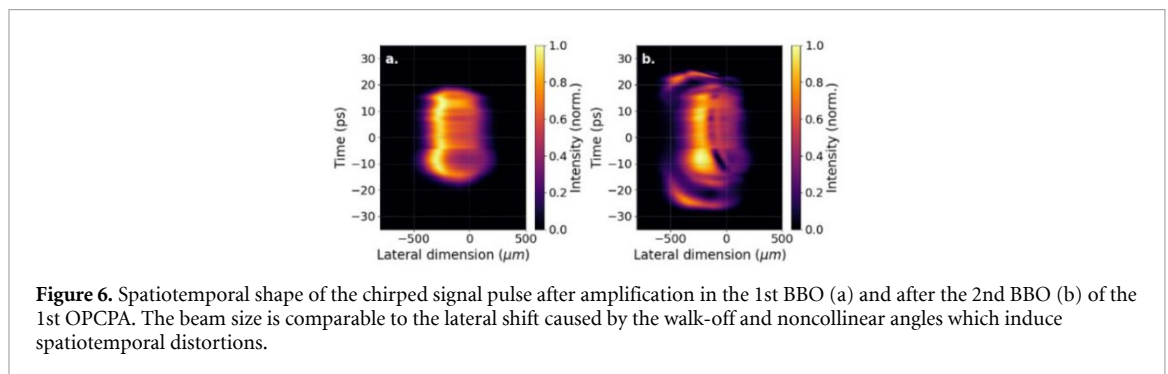 a.
30
20
10
0
−10
−20
−30
Time (ps)
−500 0 500
Lateral dimension (μm)
1.0
0.8
0.6
0.4
0.2
0.0
Intensity (norm.)
b.
30
20
10
0
−10
−20
−30
Time (ps)
−500 0 500
Lateral dimension (μm)
1.0
0.8
0.6
0.4
0.2
0.0
Intensity (norm.)
Figure 6. Spatiotemporal shape of the chirped signal pulse after amplification in the 1st BBO (a) and after the 2nd BBO (b) of the
1st OPCPA. The beam size is comparable to the lateral shift caused by the walk-off and noncollinear angles which induce
spatiotemporal distortions.